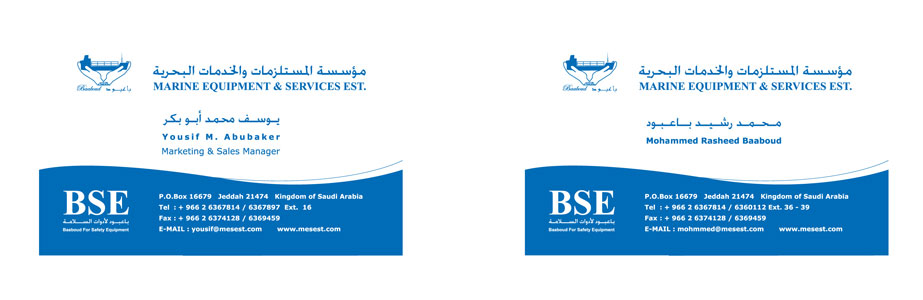 Baaboud باعبود
مؤسسة المستلزمات والخدمات البحرية
MARINE EQUIPMENT & SERVICES EST.
يوسف محمد أبو بكر
Yousif M. Abubaker
Marketing & Sales Manager
BSE
باعبود لأدوات السلامة
Baaboud For Safety Equipment
P.O.Box 16679 Jeddah 21474 Kingdom of Saudi Arabia
Tel : + 966 2 6367814 / 6367897 Ext. 16
Fax : + 966 2 6374128 / 6369459
E-MAIL : yousif@mesest.com www.mesest.com
Baaboud باعبود
مؤسسة المستلزمات والخدمات البحرية
MARINE EQUIPMENT & SERVICES EST.
محمد رشيد باعبود
Mohammed Rasheed Baaboud
BSE
باعبود لأدوات السلامة
Baaboud For Safety Equipment
P.O.Box 16679 Jeddah 21474 Kingdom of Saudi Arabia
Tel : + 966 2 6367814 / 6360112 Ext. 36 - 39
Fax : + 966 2 6374128 / 6369459
E-MAIL : mohmmed@mesest.com www.mesest.com